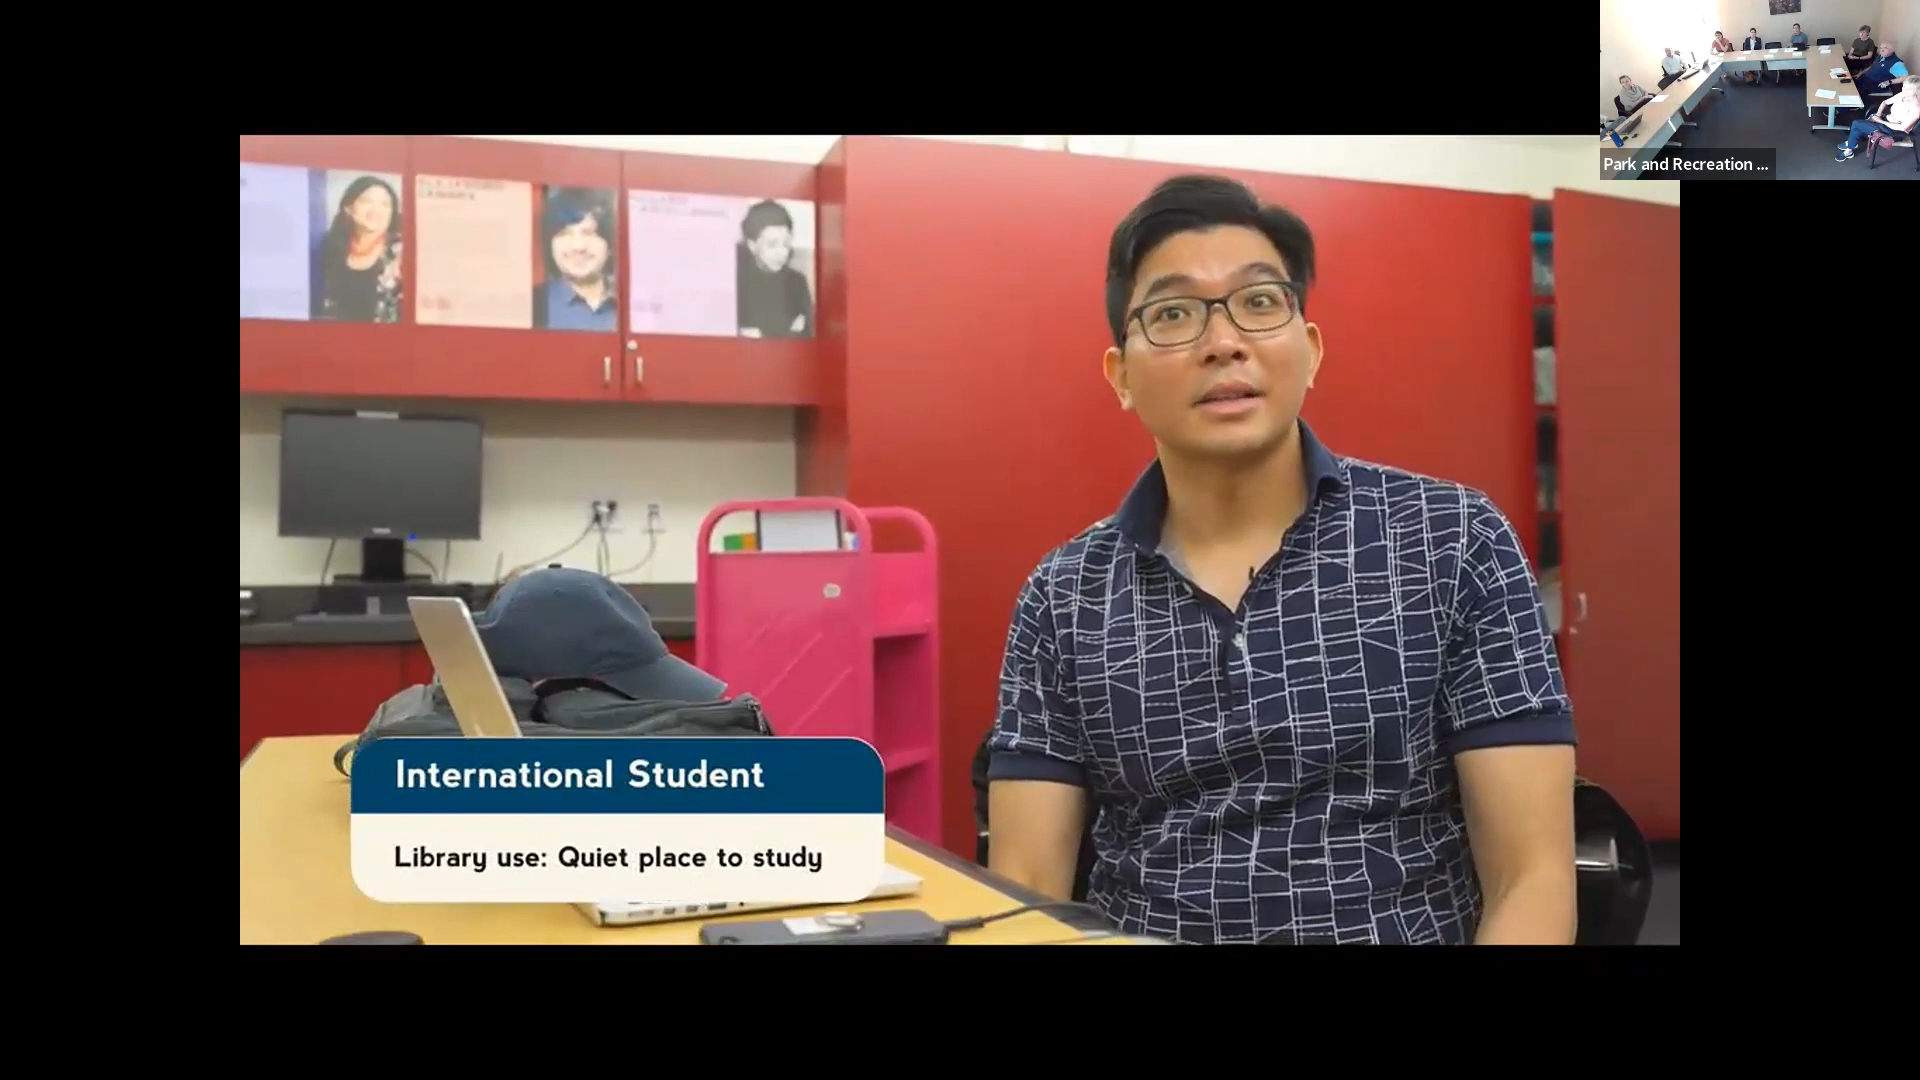 Park and Recreation ...
International Student
Library use: Quiet place to study